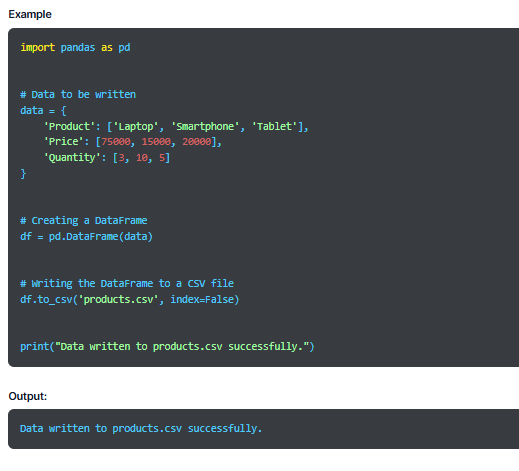 Example
import pandas as pd
# Data to be written
data = {
    'Product': ['Laptop', 'Smartphone', 'Tablet'],
    'Price': [75000, 15000, 20000],
    'Quantity': [3, 10, 5]
}
# Creating a DataFrame
df = pd.DataFrame(data)
# Writing the DataFrame to a CSV file
df.to_csv('products.csv', index=False)
print("Data written to products.csv successfully.")
Output:
Data written to products.csv successfully.